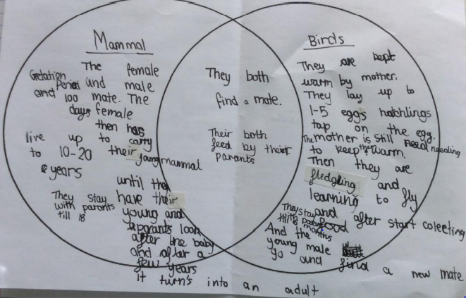 Mammal
Gestation period
and 100
days
The female
and male
mate. The
female
then has
to carry
their young mammal
live up
to 10-20
years
until they
have their
young and
parents look
after the baby
and after a
few years
It turns into an adult
They stay
with parents
till 18
They both
find a mate.
Their both
feed by their
parents
Birds
They are kept
warm by mother.
They lay up to
1-5 eggs hatchlings
tap on the egg.
The mother is still needing
to keep the warm.
Then they are
fledgling and
learning to fly
and after start colecting
food
They stay
And the
young male
go and find a new mate